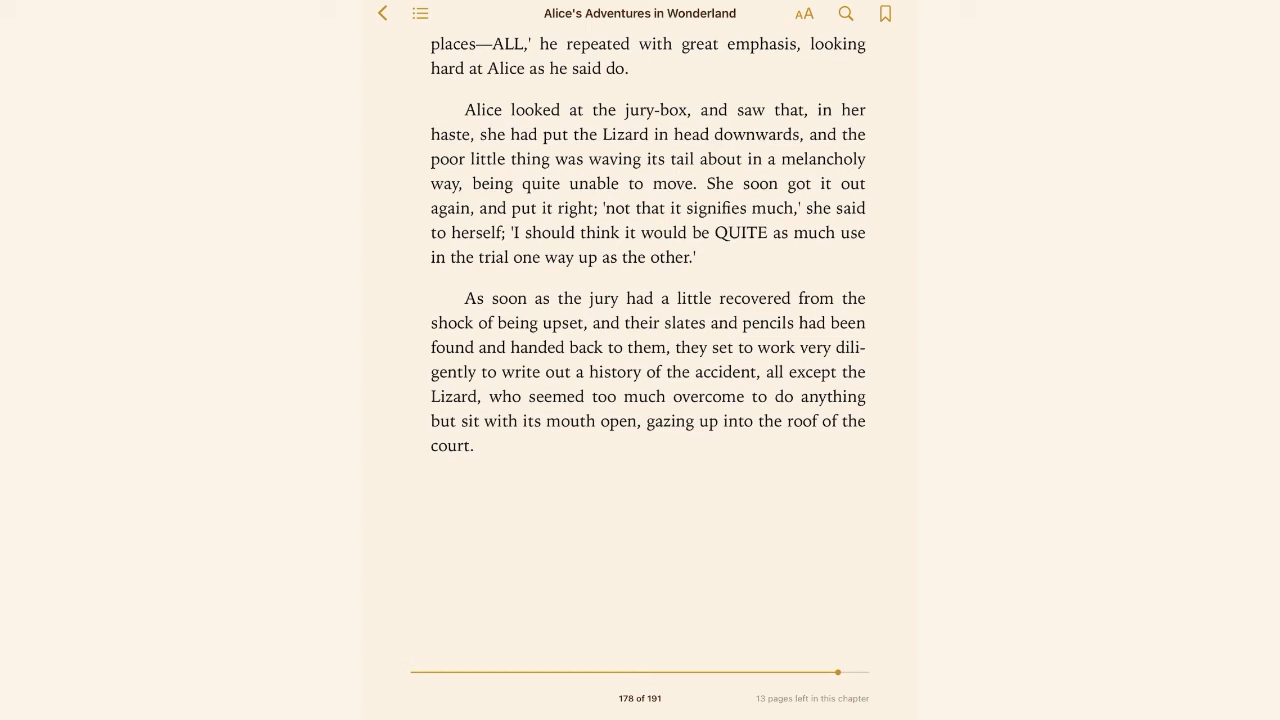 Alice's Adventures in Wonderland
AA
places—ALL,' he repeated with great emphasis, looking
hard at Alice as he said do.
Alice looked at the jury-box, and saw that, in her
haste, she had put the Lizard in head downwards, and the
poor little thing was waving its tail about in a melancholy
way, being quite unable to move. She soon got it out
again, and put it right; 'not that it signifies much,' she said
to herself; 'I should think it would be QUITE as much use
in the trial one way up as the other.'
As soon as the jury had a little recovered from the
shock of being upset, and their slates and pencils had been
found and handed back to them, they set to work very dili-
gently to write out a history of the accident, all except the
Lizard, who seemed too much overcome to do anything
but sit with its mouth open, gazing up into the roof of the
court.
178 of 191
13 pages left in this chapter